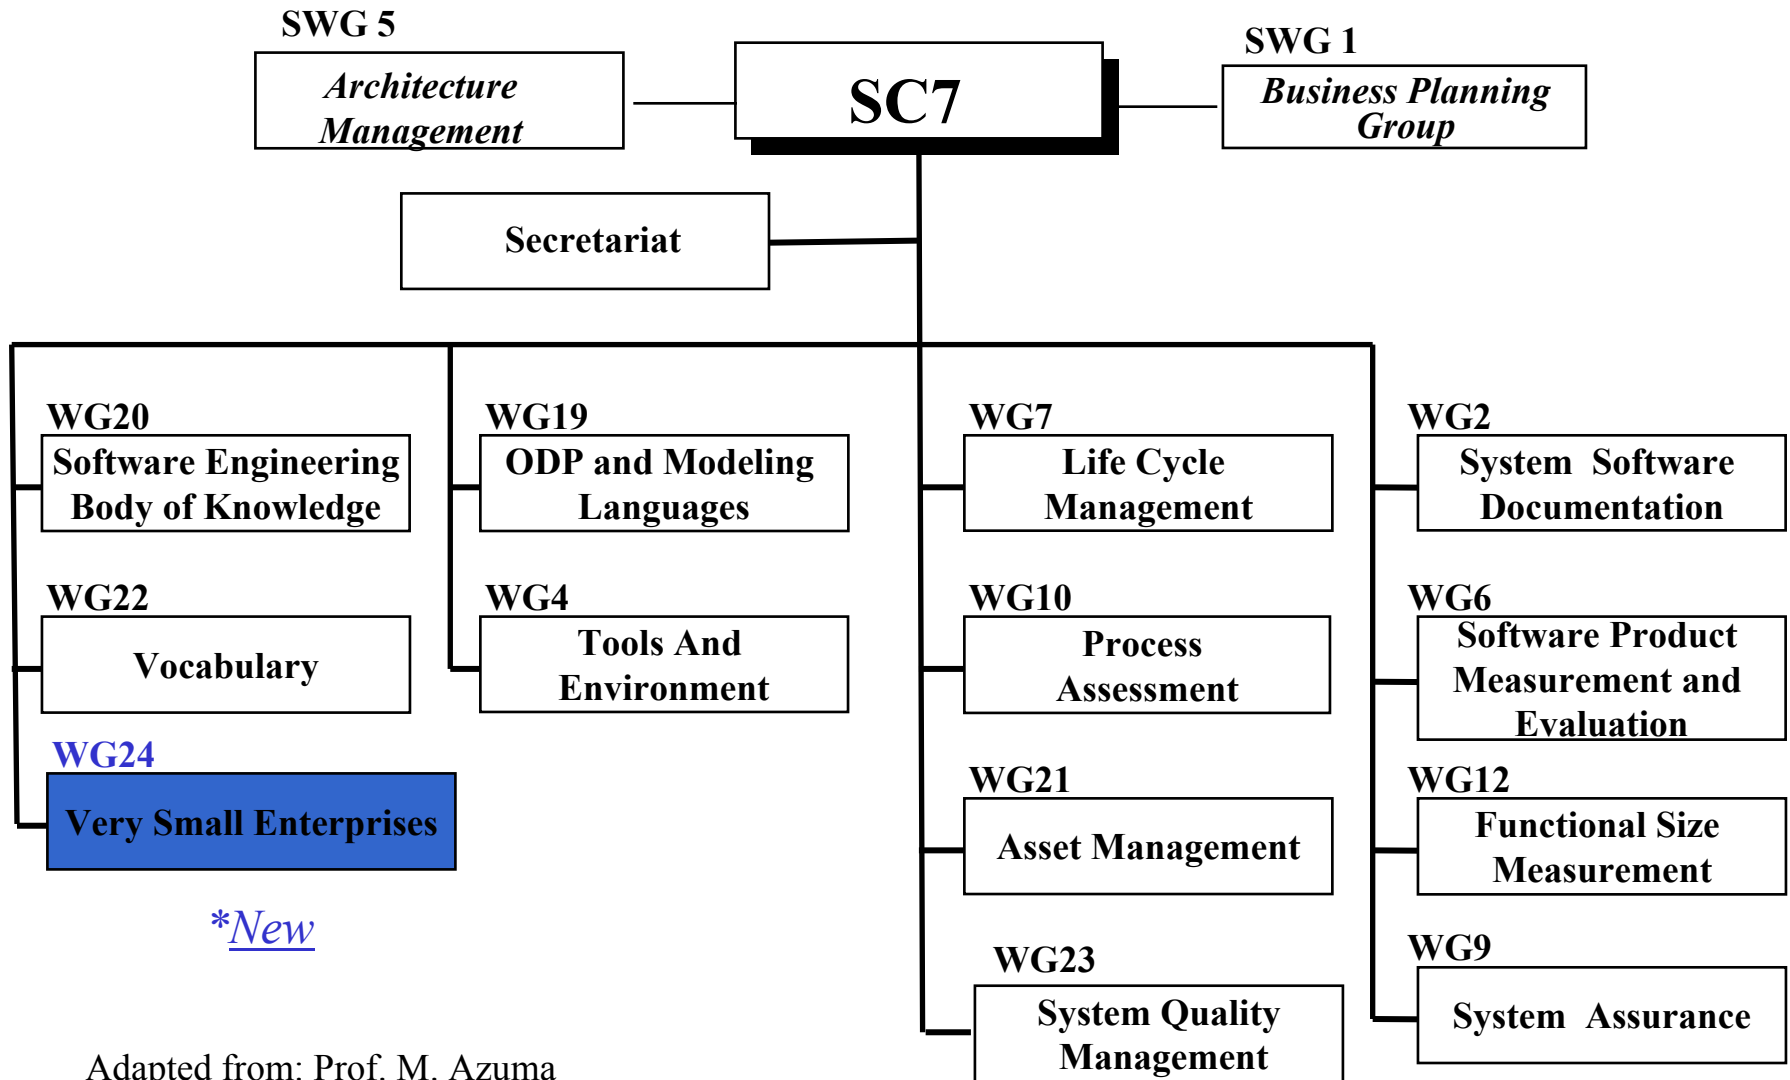 SWG 5
Architecture
Management
SC7
SWG 1
Business Planning
Group
Secretariat
WG20
Software Engineering
Body of Knowledge
WG22
Vocabulary
WG24
Very Small Enterprises
*New
WG19
ODP and Modeling
Languages
WG4
Tools And
Environment
WG7
Life Cycle
Management
WG10
Process
Assessment
WG21
Asset Management
WG23
System Quality
Management
WG2
System Software
Documentation
WG6
Software Product
Measurement and
Evaluation
WG12
Functional Size
Measurement
WG9
System Assurance
Adapted from: Prof. M. Azuma